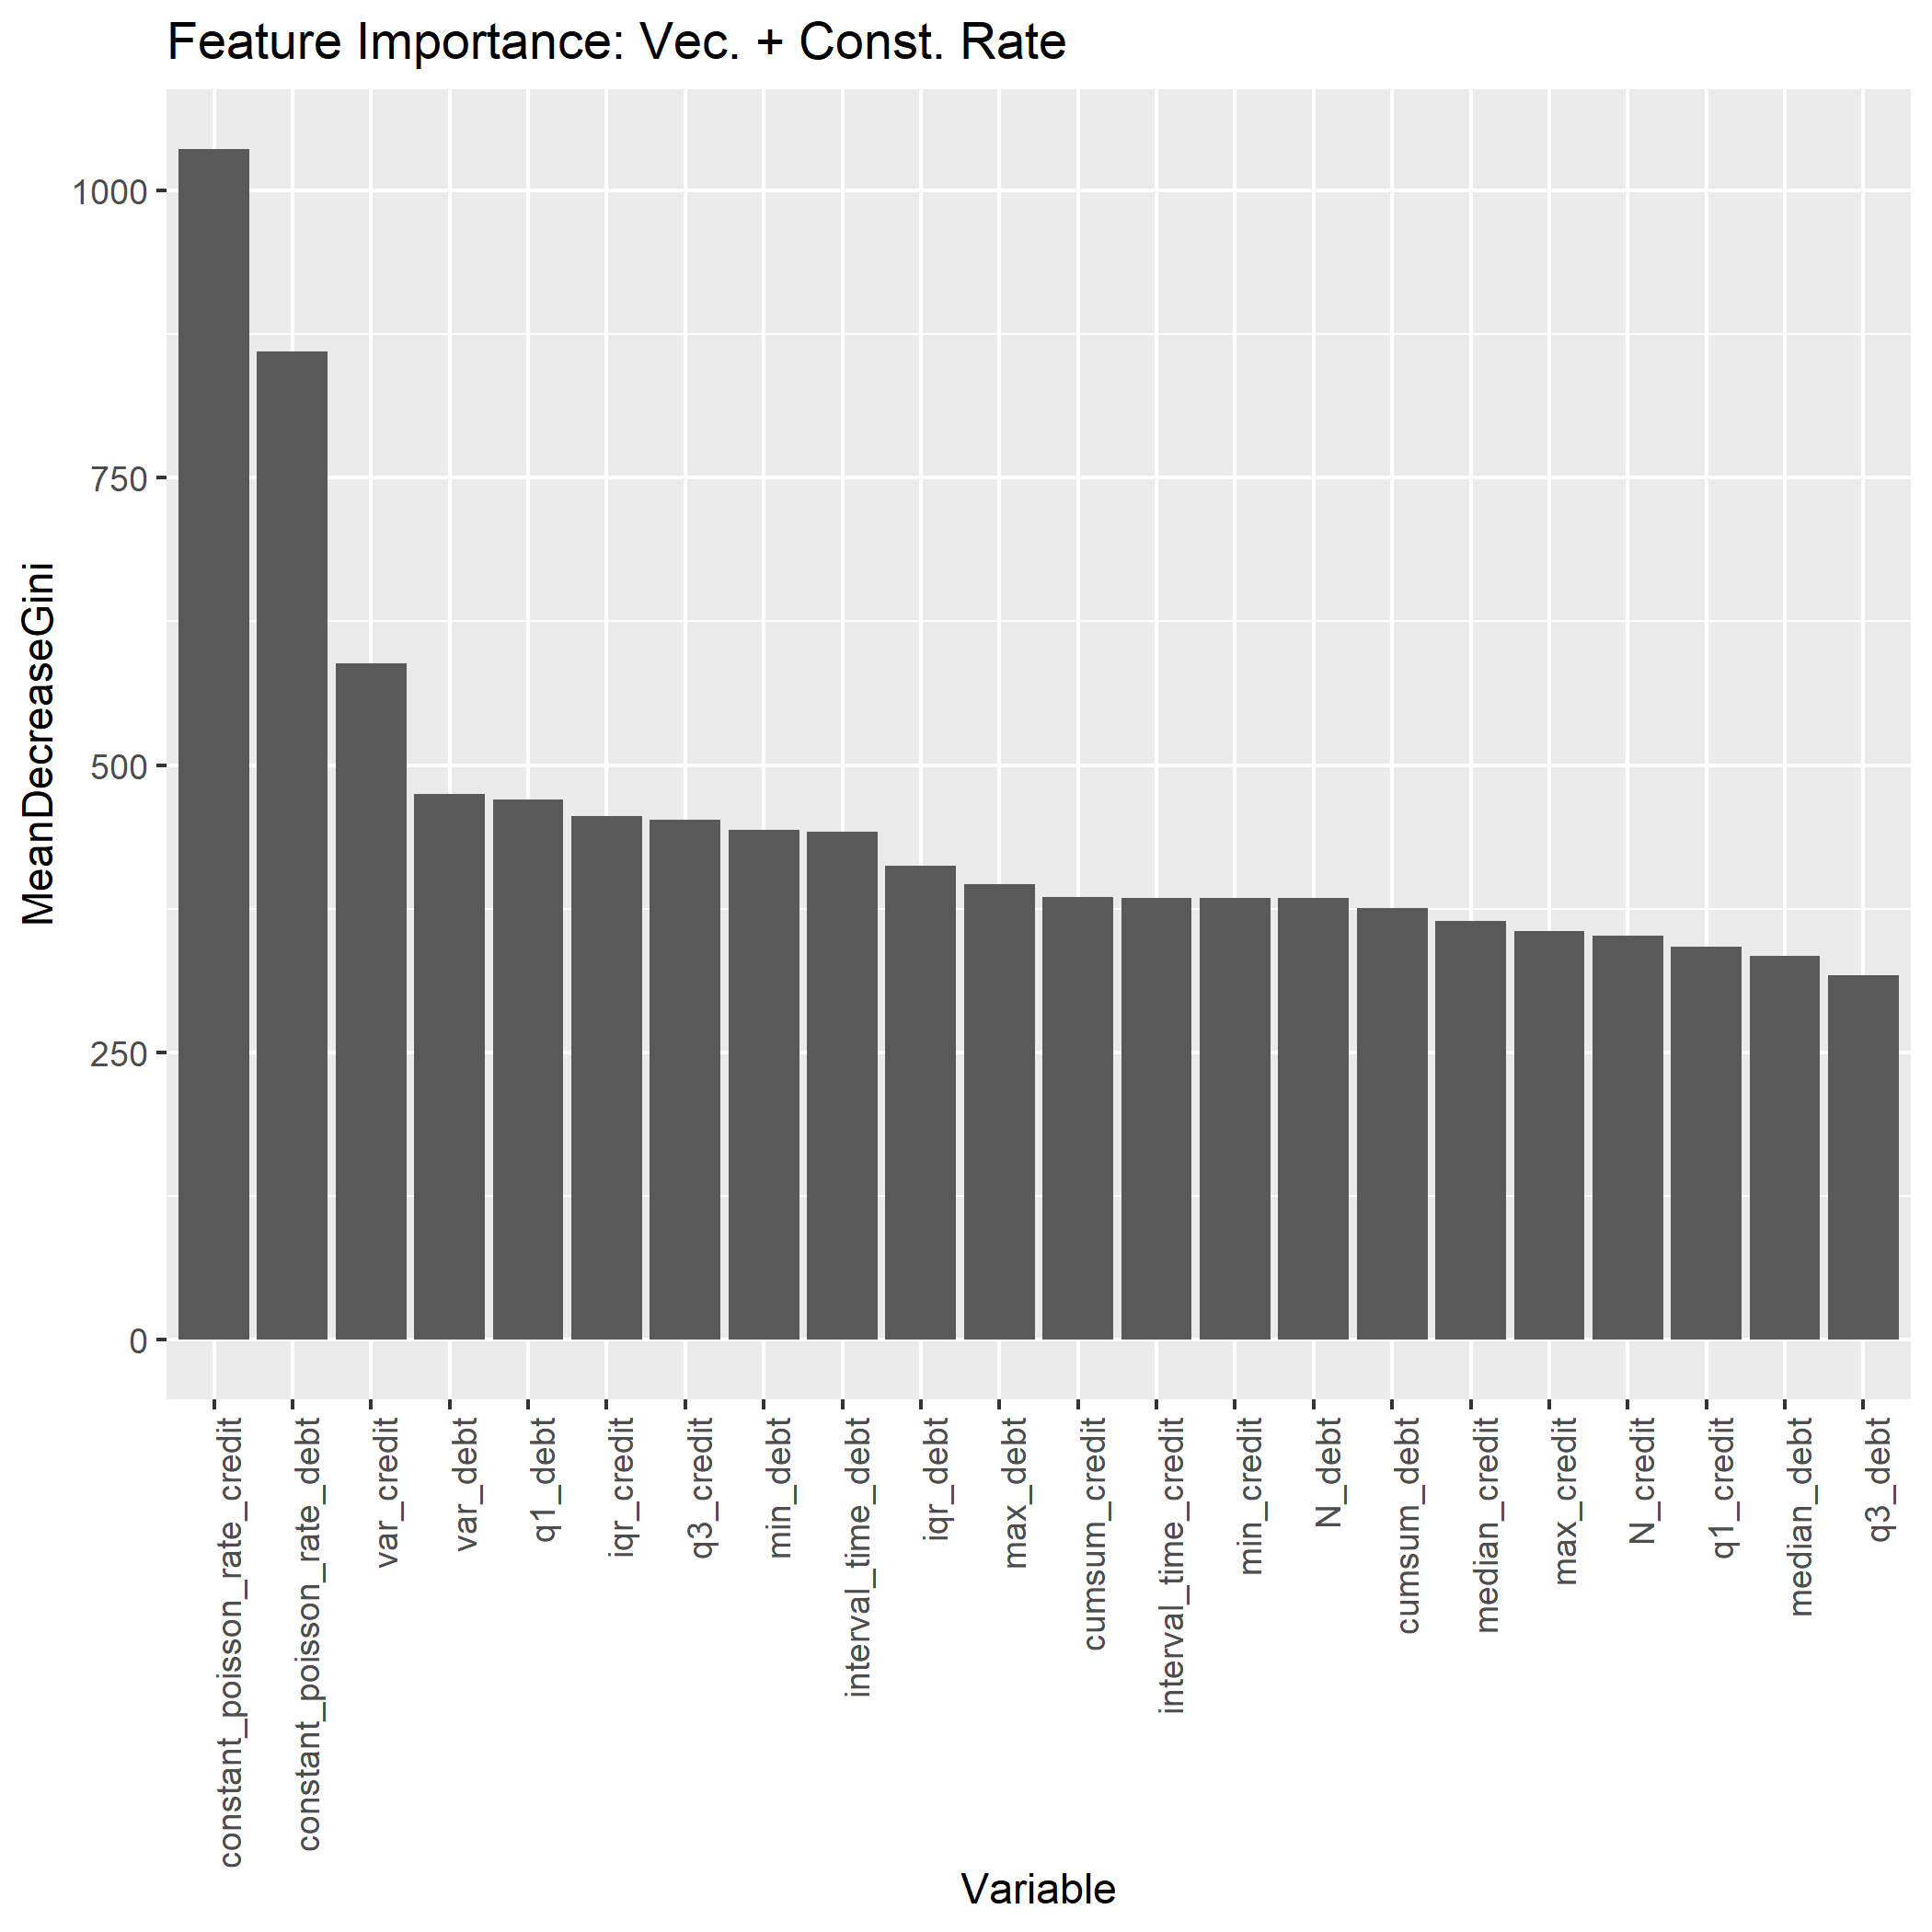 Feature Importance: Vec. + Const. Rate
MeanDecreaseGini
1000
750
500
250
0
constant_poisson_rate_credit
constant_poisson_rate_debt
var_credit
var_debt
q1_debt
iqr_credit
q3_credit
min_debt
interval_time_debt
iqr_debt
max_debt
cumsum_credit
interval_time_credit
min_credit
N_debt
cumsum_debt
median_credit
max_credit
N_credit
q1_credit
median_debt
q3_debt
Variable